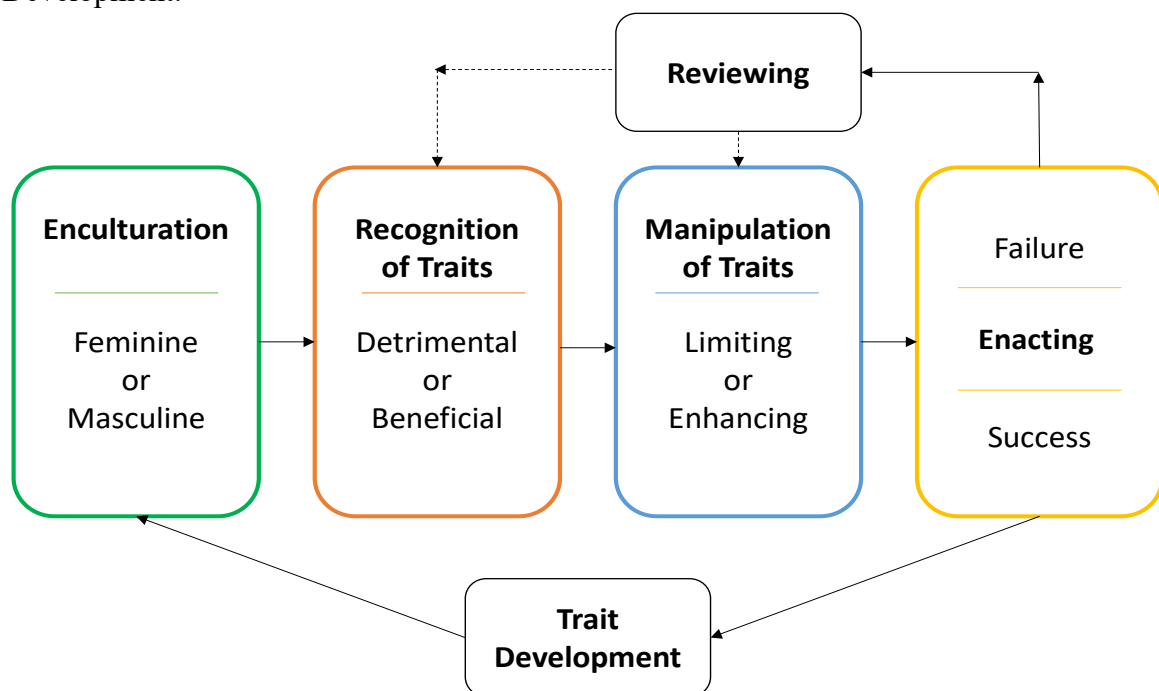 Reviewing
Enculturation
Feminine
or
Masculine
Recognition
of Traits
Detrimental
or
Beneficial
Manipulation
of Traits
Limiting
or
Enhancing
Failure
Enacting
Success
Trait
Development